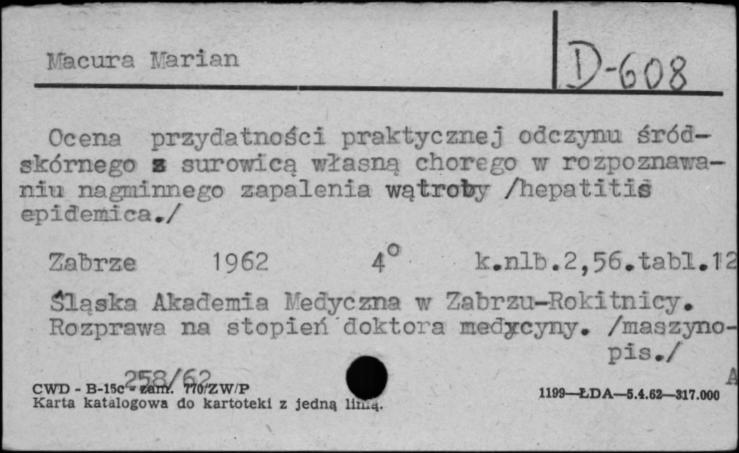 Macura Marian
D-608
Ocena przydatności praktycznej odczynu śród-
skórnego z surowicą własną chorego w rozpoznawa-
niu nagminnego zapalenia wątroby /hepatitis
epidemica./
Zabrze 1962 4° k.nlb.2,56.tabl.12
Śląska Akademia Medyczna w Zabrzu-Rokitnicy.
Rozprawa na stopień doktora medycyny. /maszyno-
pis./
258/62
A
CWD - B-15c - zam. 770/ZW/P
1199—ŁDA—5.4.62—317.000
Karta katalogowa do kartoteki z jedną linią.